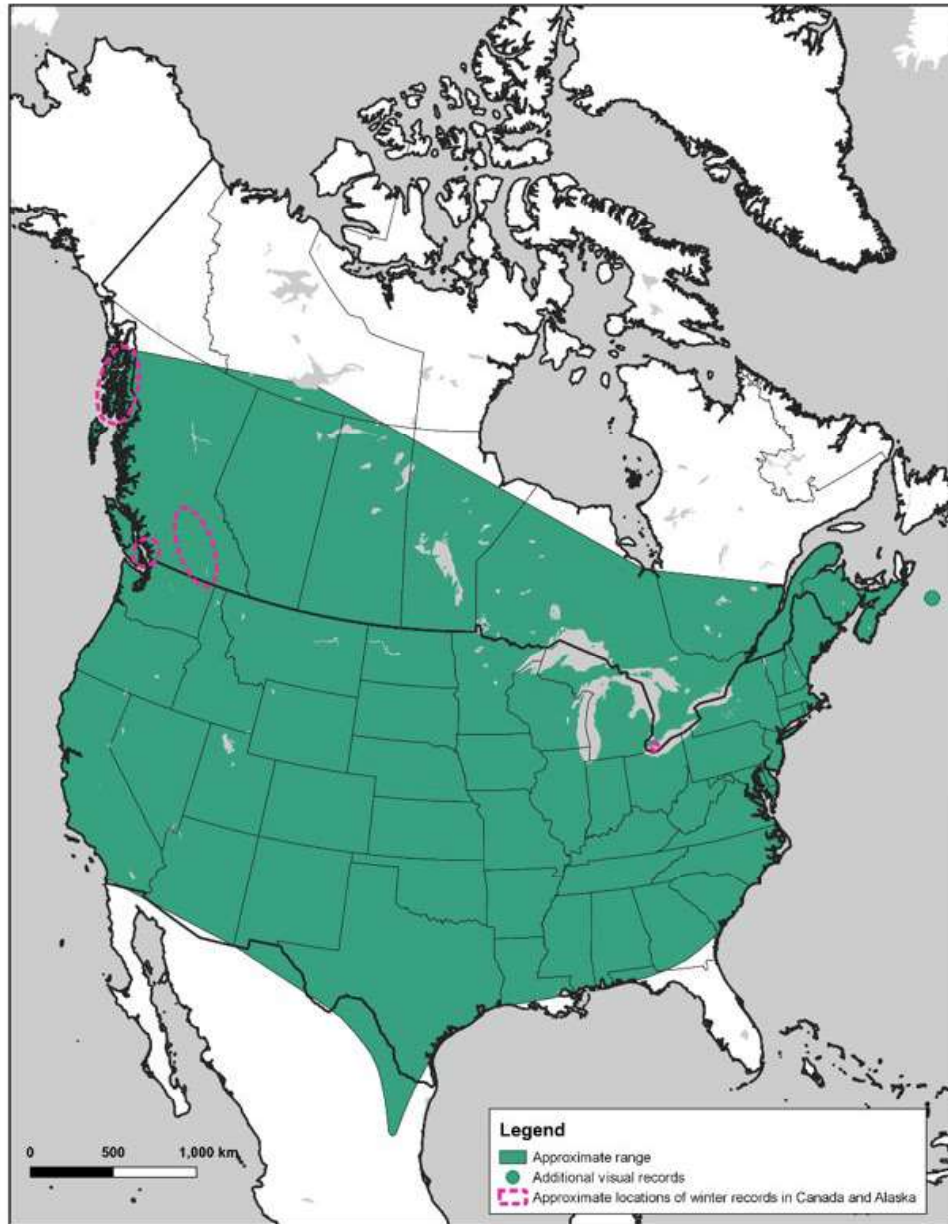 0 500 1,000 km
Legend
Approximate range
Additional visual records
Approximate locations of winter records in Canada and Alaska